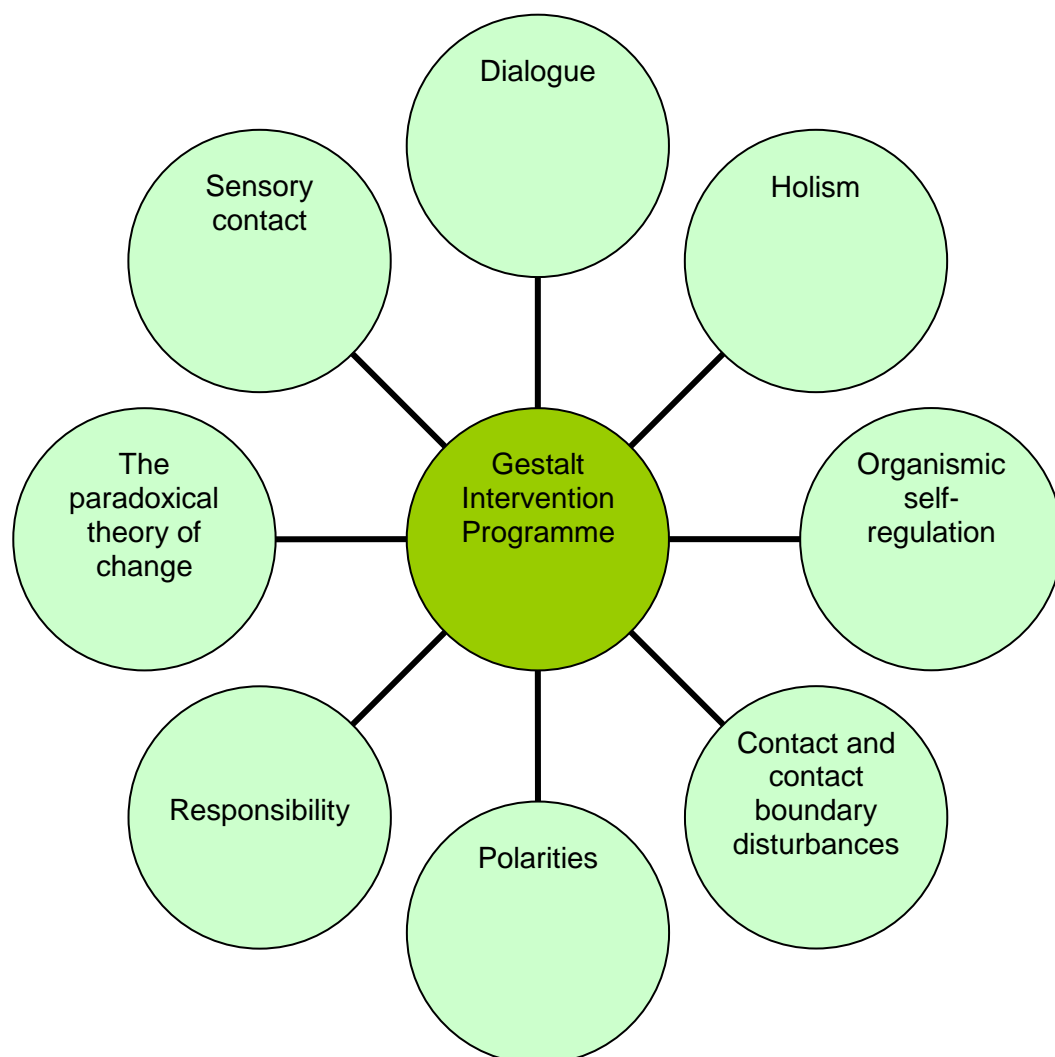 Dialogue
Sensory
contact
Holism
The
paradoxical
theory of
change
Gestalt
Intervention
Programme
Organismic
self-
regulation
Responsibility
Contact and
contact
boundary
disturbances
Polarities